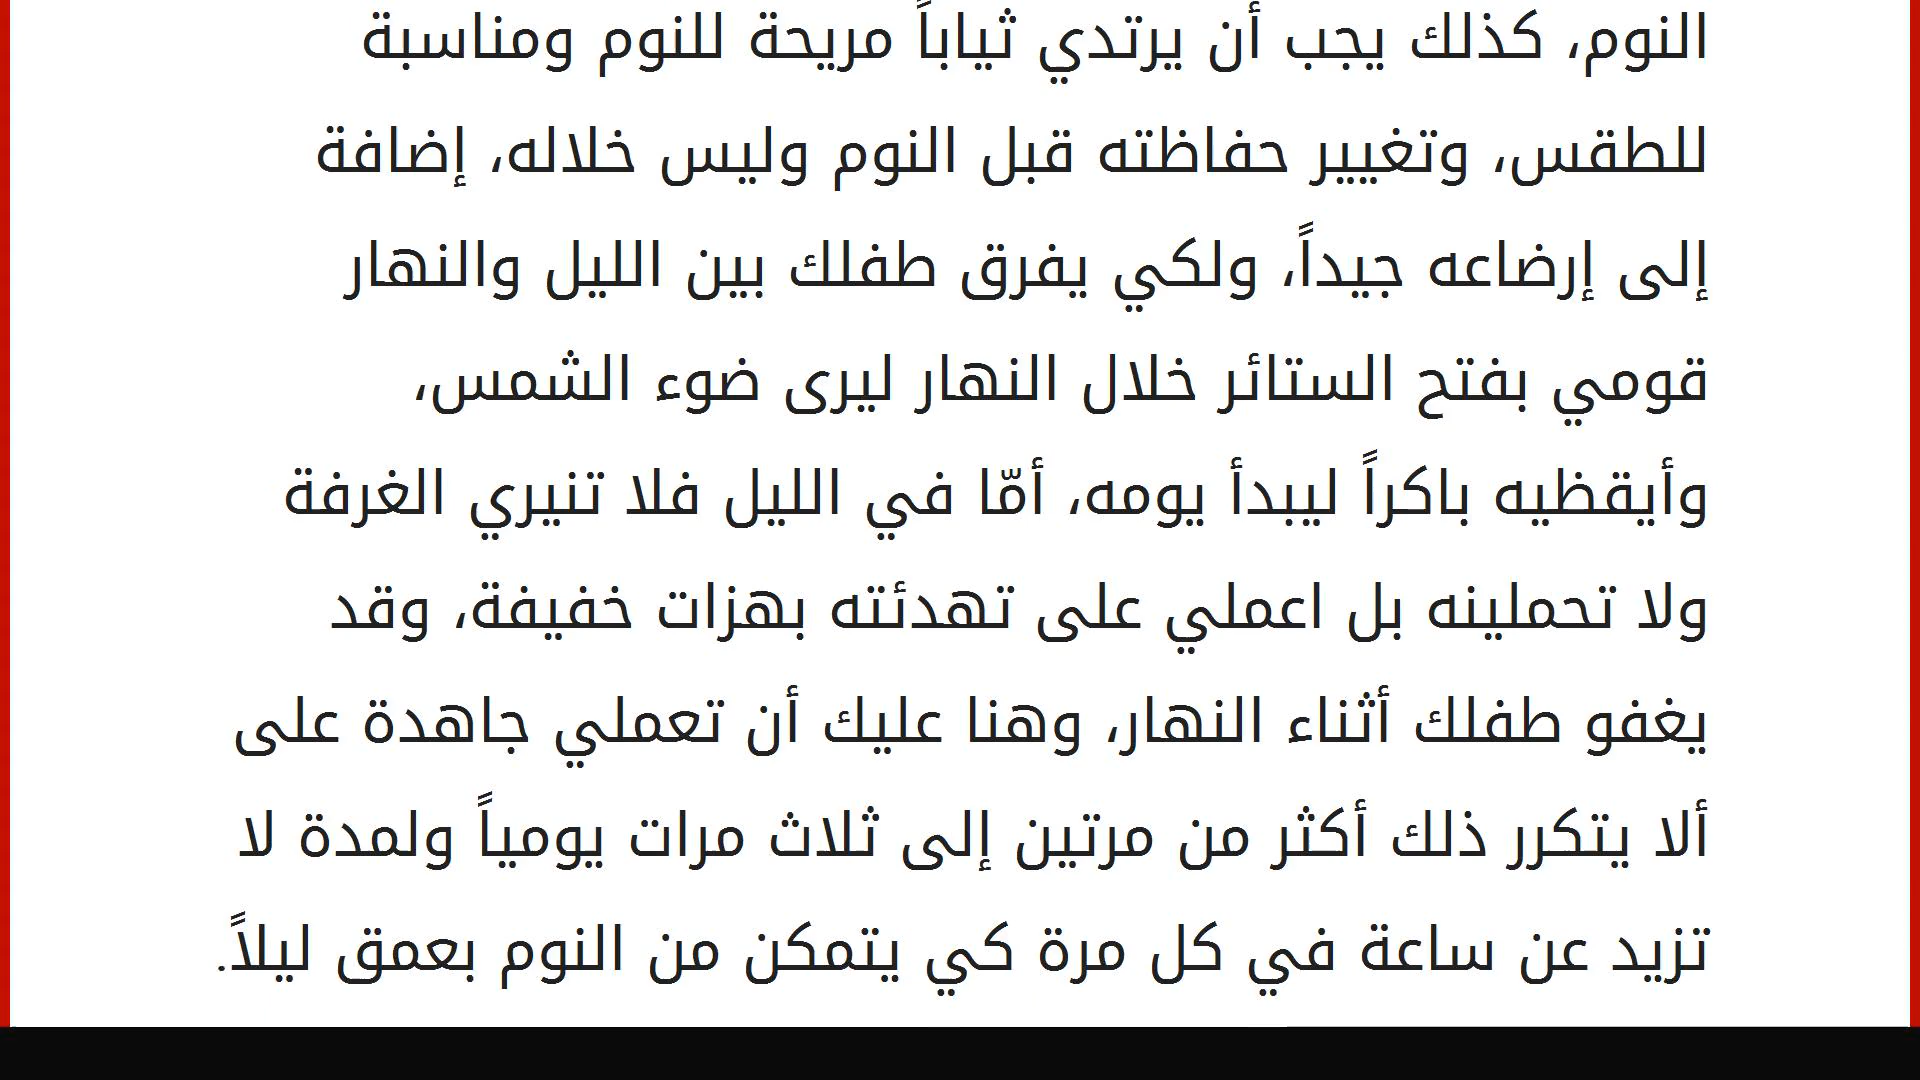 النوم، كذلك يجب أن يرتدي ثياباً مريحة للنوم ومناسبة
للطقس، وتغيير حفاظته قبل النوم وليس خلاله، إضافة
إلى إرضاعه جيداً، ولكي يفرق طفلك بين الليل والنهار
قومي بفتح الستائر خلال النهار ليرى ضوء الشمس،
وأيقظيه باكراً ليبدأ يومه، أمّا في الليل فلا تنيري الغرفة
ولا تحملينه بل اعملي على تهدئته بهزات خفيفة، وقد
يغفو طفلك أثناء النهار، وهنا عليك أن تعملي جاهدة على
ألا يتكرر ذلك أكثر من مرتين إلى ثلاث مرات يومياً ولمدة لا
تزيد عن ساعة في كل مرة كي يتمكن من النوم بعمق ليلاً.